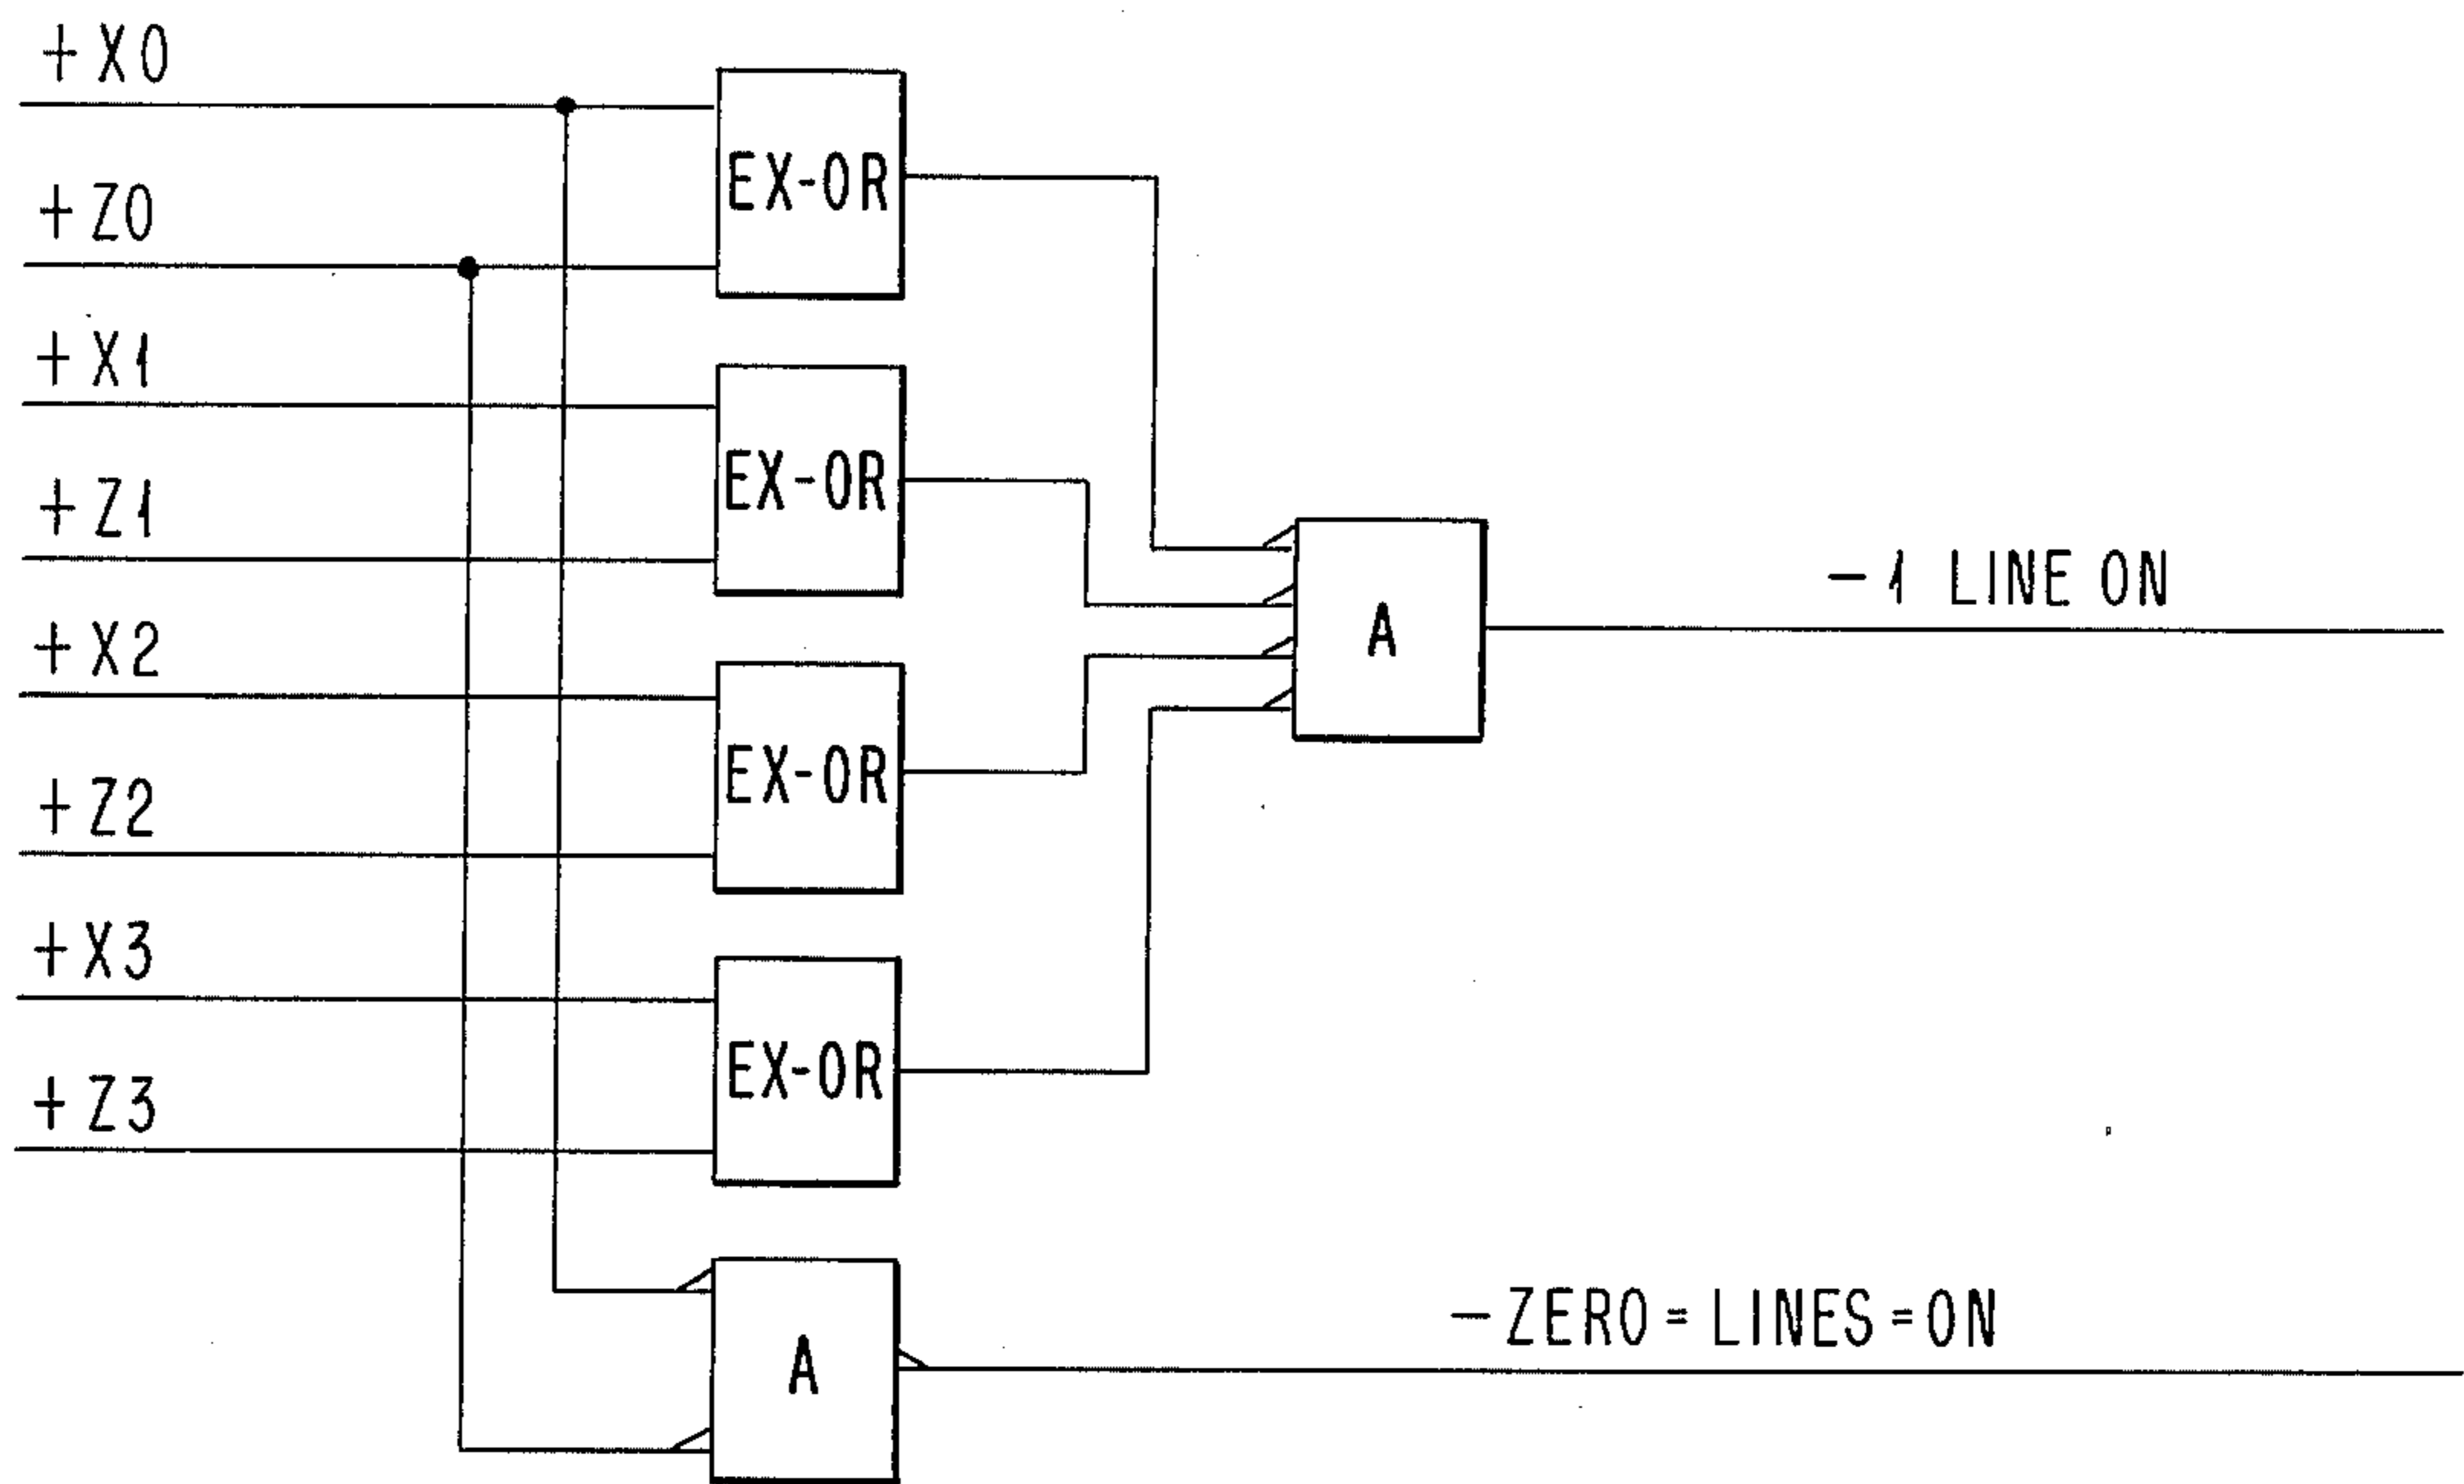 +X0
EX-OR
+Z0
+X1
EX-OR
+Z1
-1 LINE ON
A
+X2
EX-OR
+Z2
+X3
EX-OR
+Z3
-ZERO=LINES=ON
A